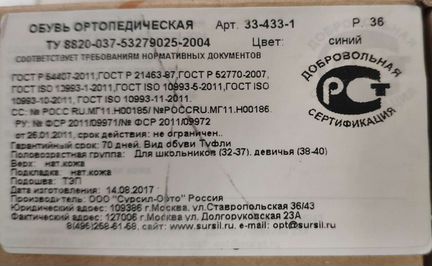 ОБУВЬ ОРТОПЕДИЧЕСКАЯ Арт. 33-433-1 Р. 36
ТУ 8820-037-53279025-2004 Цвет: синий
СООТВЕТСТВУЕТ ТРЕБОВАНИЯМ НОРМАТИВНЫХ ДОКУМЕНТОВ
ГОСТ Р 54407-2011,ГОСТ Р 21463-87,ГОСТ Р 52770-2007,
ГОСТ ISO 10993-1-2011,ГОСТ ISO 10993-5-2011,ГОСТ ISO
10993-10-2011, ГОСТ ISO 10993-11-2011.
СС: № РОСС RU.МГ11.Н00185/ №РОССRU.МГ11.Н00186
РУ: № ФСР 2011/09971/№ ФСР 2011/09972
от 26.01.2011, срок действия: не ограничен..
Гарантийный срок: 70 дней. Вид обуви Туфли
Половозрастная группа: Для школьников (32-37), девичья (38-40)
Верх: нат.кожа
Подкладка: нат.кожа
Подошва: ТЭП
Дата изготовления: 14.08.2017
Производитель: ООО "Сурсил-Орто" Россия
Юридический адрес: 109386 г.Москва, ул.Ставропольская 36/43
Фактический адрес: 127006 г.Москва ул. Долгоруковская 23А
8(495)258-61-58, сайт: www.sursil.ru, e-mail: opt@sursil.ru
ДОБРОВОЛЬНАЯ
РСТ
СЕРТИФИКАЦИЯ